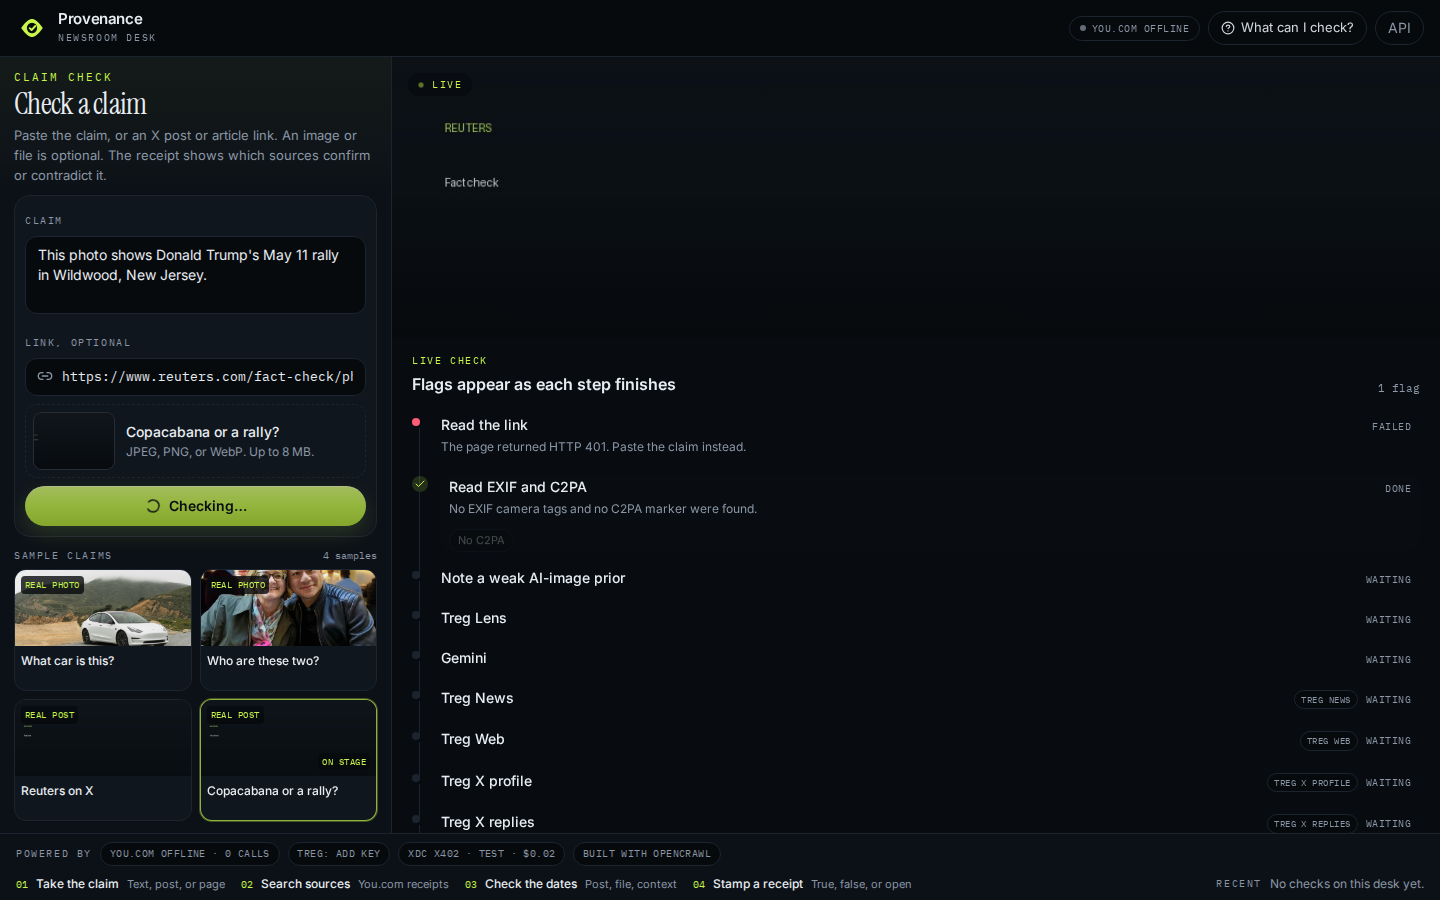 Provenance
NEWSROOM DESK
YOU.COM OFFLINE
What can I check?
API
CLAIM CHECK
Check a claim
Paste the claim, or an X post or article link. An image or
file is optional. The receipt shows which sources confirm
or contradict it.
CLAIM
This photo shows Donald Trump's May 11 rally
in Wildwood, New Jersey.
LINK, OPTIONAL
https://www.reuters.com/fact-check/pl
Copacabana or a rally?
JPEG, PNG, or WebP. Up to 8 MB.
Checking...
SAMPLE CLAIMS
4 samples
REAL PHOTO
What car is this?
REAL PHOTO
Who are these two?
REAL POST
Reuters on X
REAL POST
ON STAGE
Copacabana or a rally?
LIVE
REUTERS
Factcheck
LIVE CHECK
Flags appear as each step finishes
1 flag
Read the link
FAILED
The page returned HTTP 401. Paste the claim instead.
Read EXIF and C2PA
DONE
No EXIF camera tags and no C2PA marker were found.
No C2PA
Note a weak AI-image prior
WAITING
Treg Lens
WAITING
Gemini
WAITING
Treg News
TREG NEWS
WAITING
Treg Web
TREG WEB
WAITING
Treg X profile
TREG X PROFILE
WAITING
Treg X replies
TREG X REPLIES
WAITING
POWERED BY
YOU.COM OFFLINE · 0 CALLS
TREG: ADD KEY
XDC X402 · TEST · $0.02
BUILT WITH OPENCRAWL
01 Take the claim Text, post, or page
02 Search sources You.com receipts
03 Check the dates Post, file, context
04 Stamp a receipt True, false, or open
RECENT No checks on this desk yet.